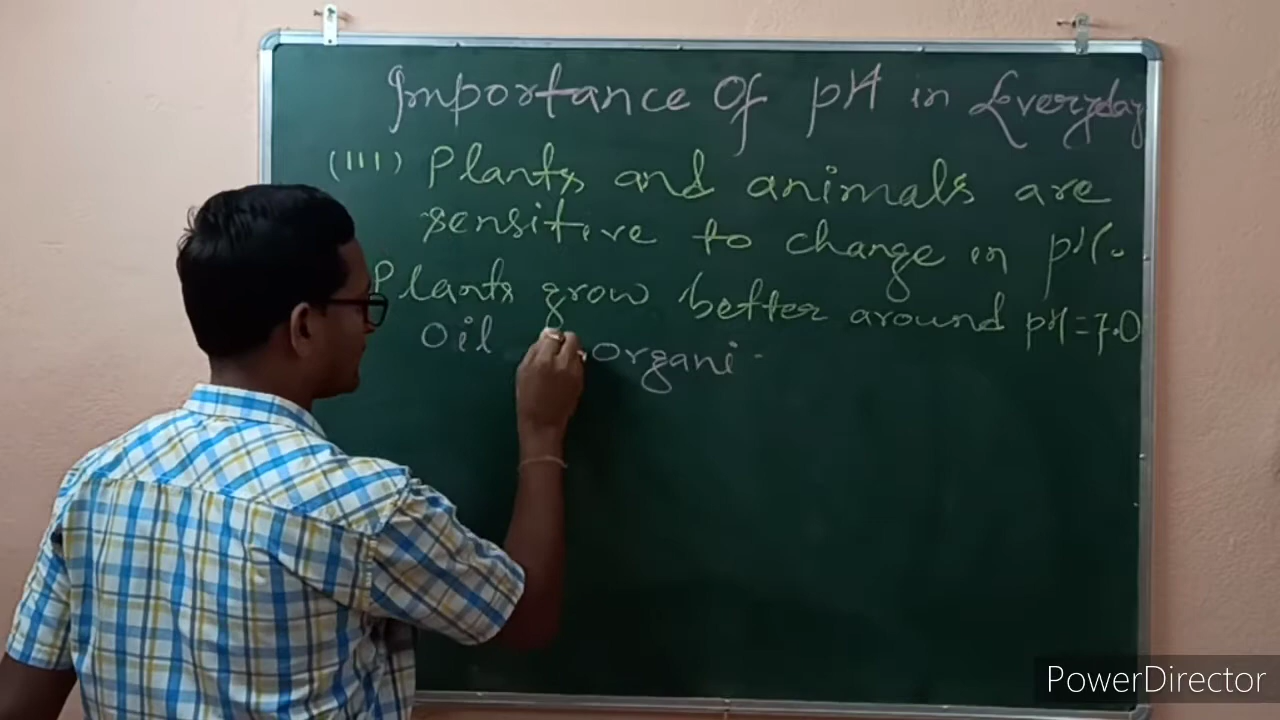 Importance Of pH in Everyday
(III) Plants and animals are
sensitive to change in pH.
Plants grow better around pH=7.0
Oil organi
PowerDirector